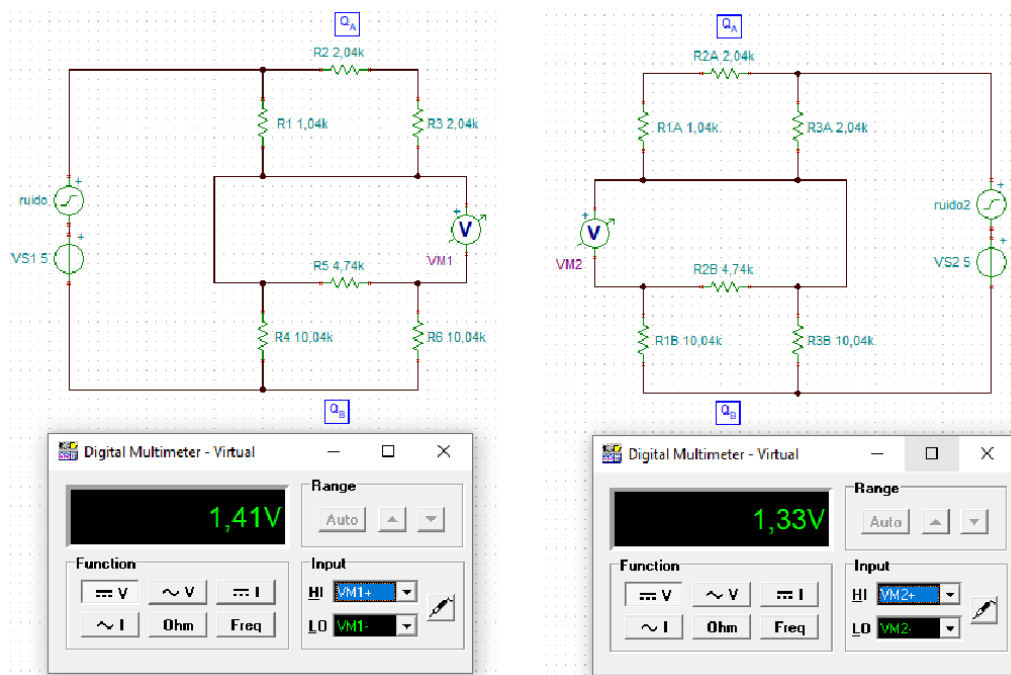 QA
R2 2,04k
R1 1,04k
R3 2,04k
ruido
+
VS1 5
+
+
V
VM1
R5 4,74k
R4 10,04k
R6 10,04k
QB
Digital Multimeter - Virtual
1,41V
Range
Auto
Function
V
V
I
I
Ohm
Freq
Input
HI VM1+
LO VM1-
QA
R2A 2,04k
R1A 1,04k
R3A 2,04k
+
ruido2
+
V
VM2
+
VS2 5
R2B 4,74k
R1B 10,04k
R3B 10,04k
QB
Digital Multimeter - Virtual
1,33V
Range
Auto
Function
V
V
I
I
Ohm
Freq
Input
HI VM2+
LO VM2-